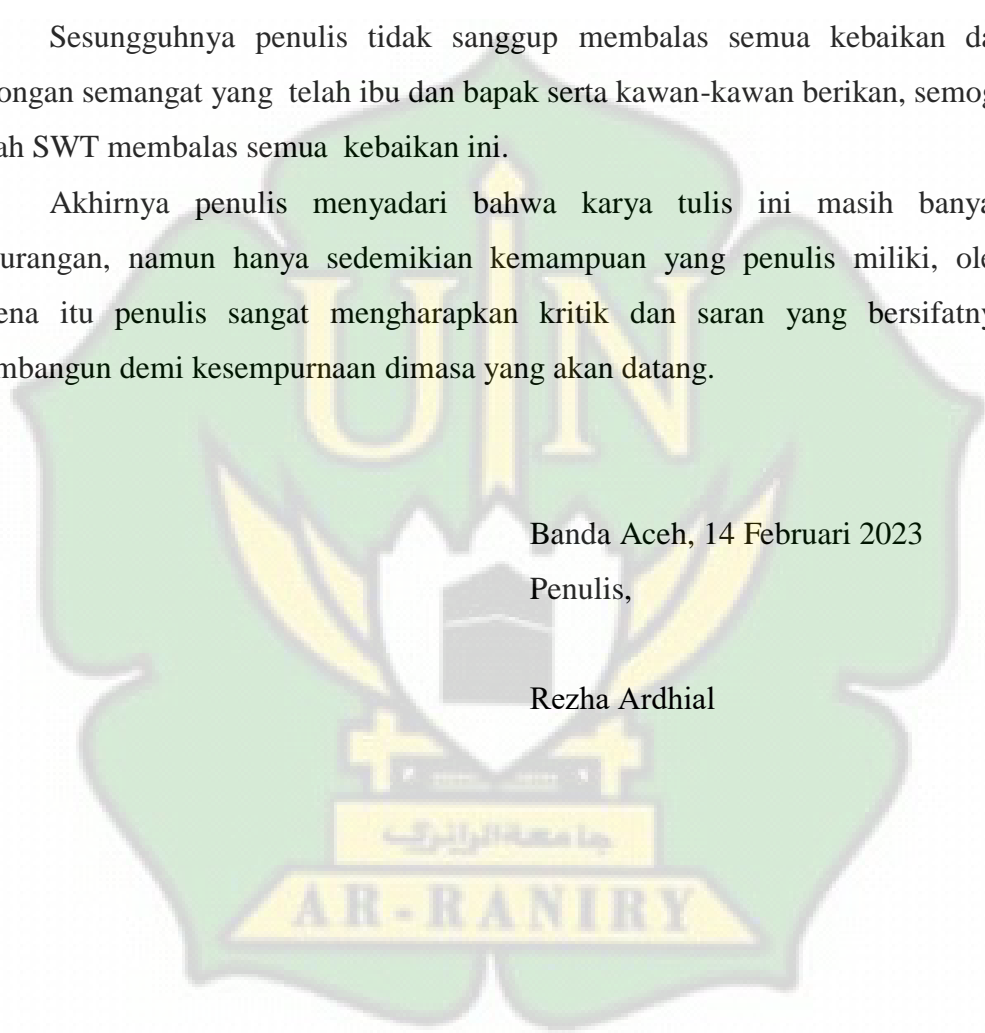 Sesungguhnya penulis tidak sanggup membalas semua kebaikan da
ongan semangat yang telah ibu dan bapak serta kawan-kawan berikan, semog
ah SWT membalas semua kebaikan ini.
Akhirnya penulis menyadari bahwa karya tulis ini masih banya
urangan, namun hanya sedemikian kemampuan yang penulis miliki, ole
ena itu penulis sangat mengharapkan kritik dan saran yang bersifatny
mbangun demi kesempurnaan dimasa yang akan datang.
UIN
Banda Aceh, 14 Februari 2023
Penulis,
Rezha Ardhial
جامعة الرانري
AR-RANIRY